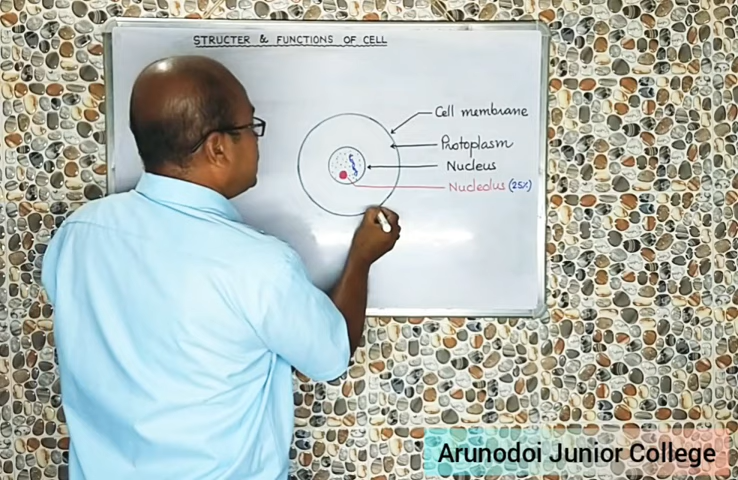 STRUCTER & FUNCTIONS OF CELL
Cell membrane
Protoplasm
Nucleus
Nucleolus (25%)
Arunodoi Junior College